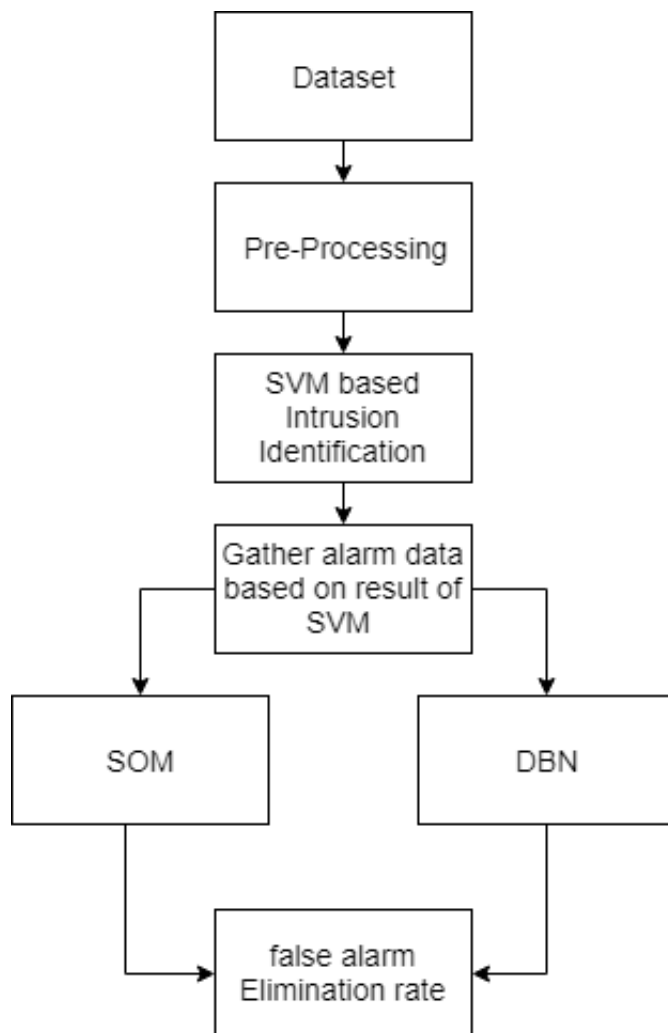 Dataset
Pre-Processing
SVM based
Intrusion
Identification
Gather alarm data
based on result of
SVM
SOM
DBN
false alarm
Elimination rate